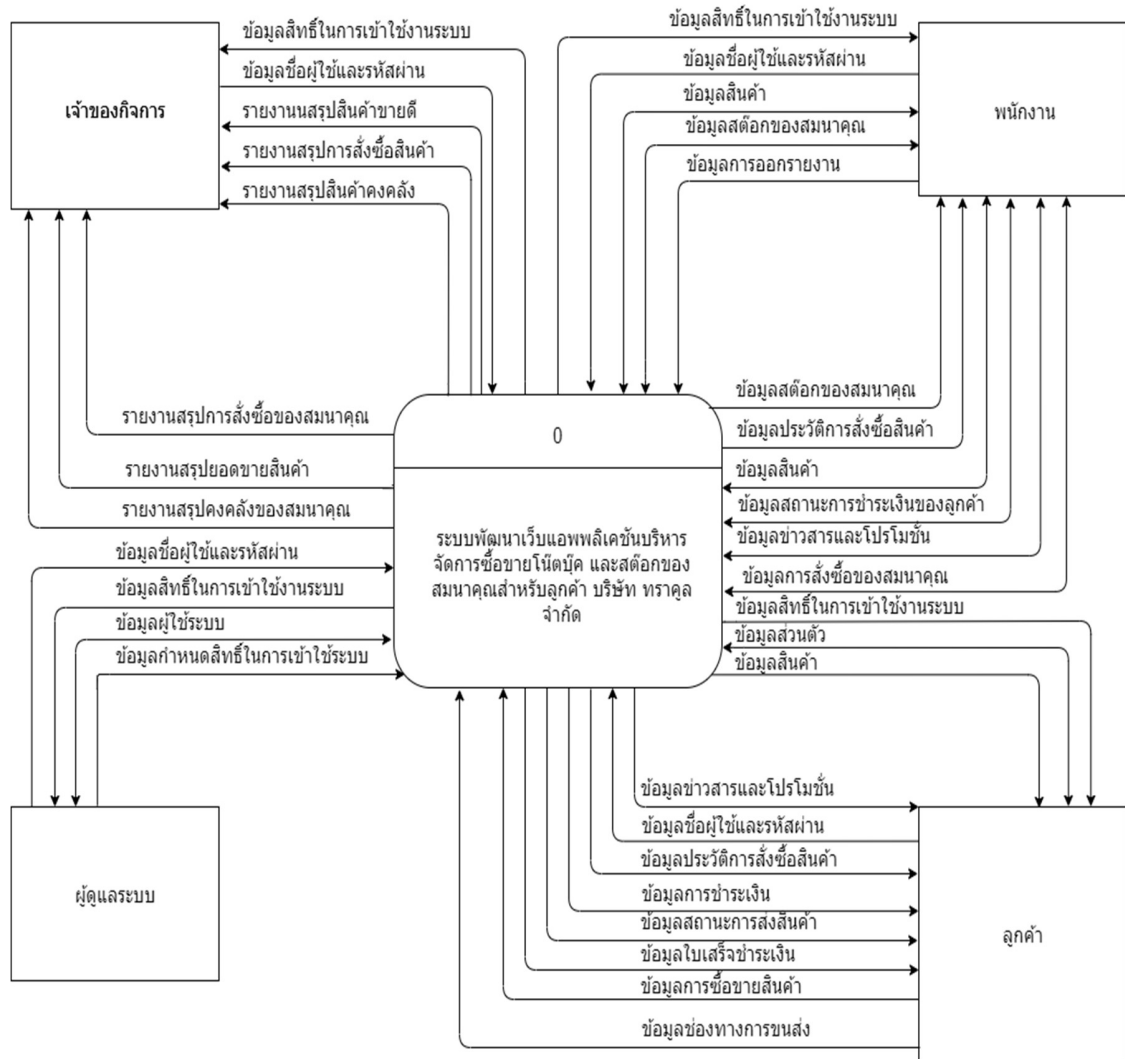 ข้อมูลสิทธิ์ในการเข้าใช้งานระบบ
ข้อมูลชื่อผู้ใช้และรหัสผ่าน
เจ้าของกิจการ
รายงานนสรุปสินค้าขายดี
รายงานสรุปการสั่งซื้อสินค้า
รายงานสรุปสินค้าคงคลัง
ข้อมูลสิทธิ์ในการเข้าใช้งานระบบ
ข้อมูลชื่อผู้ใช้และรหัสผ่าน
ข้อมูลสินค้า
พนักงาน
ข้อมูลสต๊อกของสมนาคุณ
ข้อมูลการออกรายงาน
รายงานสรุปการสั่งซื้อของสมนาคุณ
รายงานสรุปยอดขายสินค้า
รายงานสรุปคงคลังของสมนาคุณ
ข้อมูลชื่อผู้ใช้และรหัสผ่าน
ข้อมูลสิทธิ์ในการเข้าใช้งานระบบ
ข้อมูลผู้ใช้ระบบ
ข้อมูลกำหนดสิทธิ์ในการเข้าใช้ระบบ
0
ระบบพัฒนาเว็บแอพพลิเคชันบริหาร
จัดการซื้อขายโน๊ตบุ๊ค และสต๊อกของ
สมนาคุณสำหรับลูกค้า บริษัท ทราคูล
จำกัด
ข้อมูลสต๊อกของสมนาคุณ
ข้อมูลประวัติการสั่งซื้อสินค้า
ข้อมูลสินค้า
ข้อมูลสถานะการชำระเงินของลูกค้า
ข้อมูลข่าวสารและโปรโมชั่น
ข้อมูลการสั่งซื้อของสมนาคุณ
ข้อมูลสิทธิ์ในการเข้าใช้งานระบบ
ข้อมูลส่วนตัว
ข้อมูลสินค้า
ผู้ดูแลระบบ
ข้อมูลข่าวสารและโปรโมชั่น
ข้อมูลชื่อผู้ใช้และรหัสผ่าน
ข้อมูลประวัติการสั่งซื้อสินค้า
ข้อมูลการชำระเงิน
ข้อมูลสถานะการส่งสินค้า
ข้อมูลใบเสร็จชำระเงิน
ข้อมูลการซื้อขายสินค้า
ข้อมูลช่องทางการขนส่ง
ลูกค้า